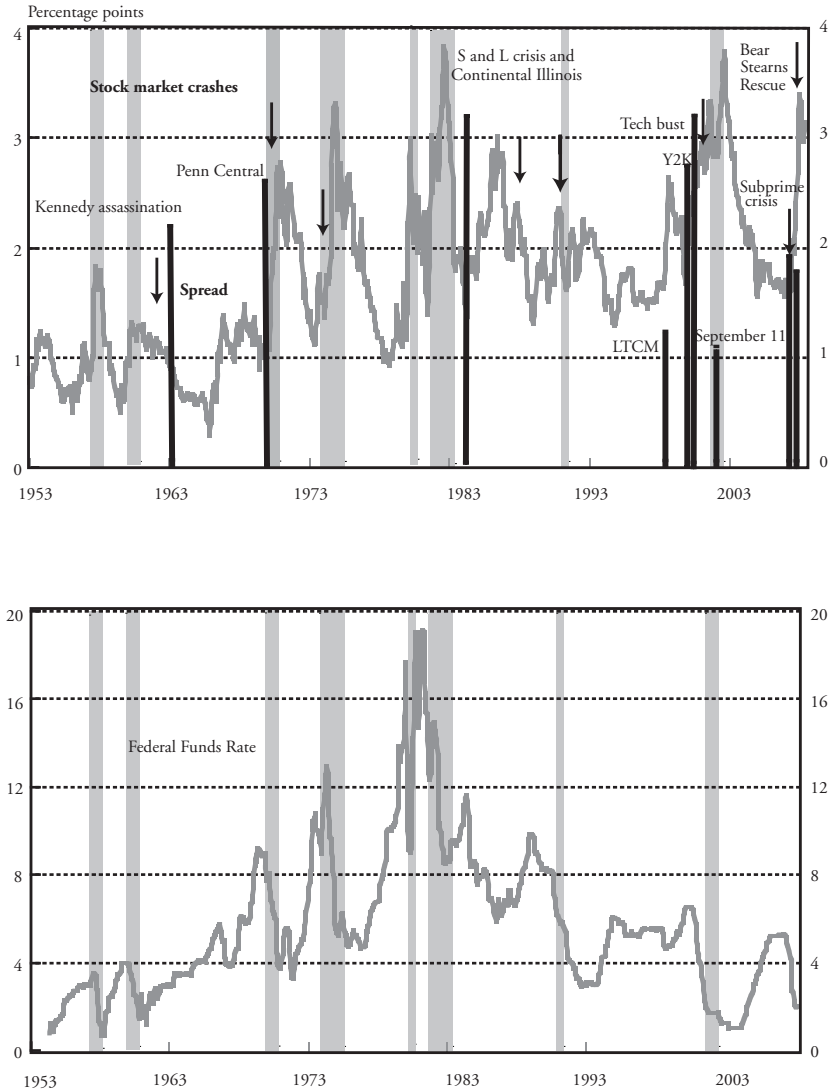 Percentage points
4
4
S and L crisis and
Continental Illinois
Bear
Stearns
Rescue
Stock market crashes
Tech bust
3
3
Y2K
Penn Central
Subprime
crisis
Kennedy assassination
2
2
Spread
September 11
LTCM
1
1
0
0
1953
1963
1973
1983
1993
2003
20
20
16
16
Federal Funds Rate
12
12
8
8
4
4
0
0
1953
1963
1973
1983
1993
2003